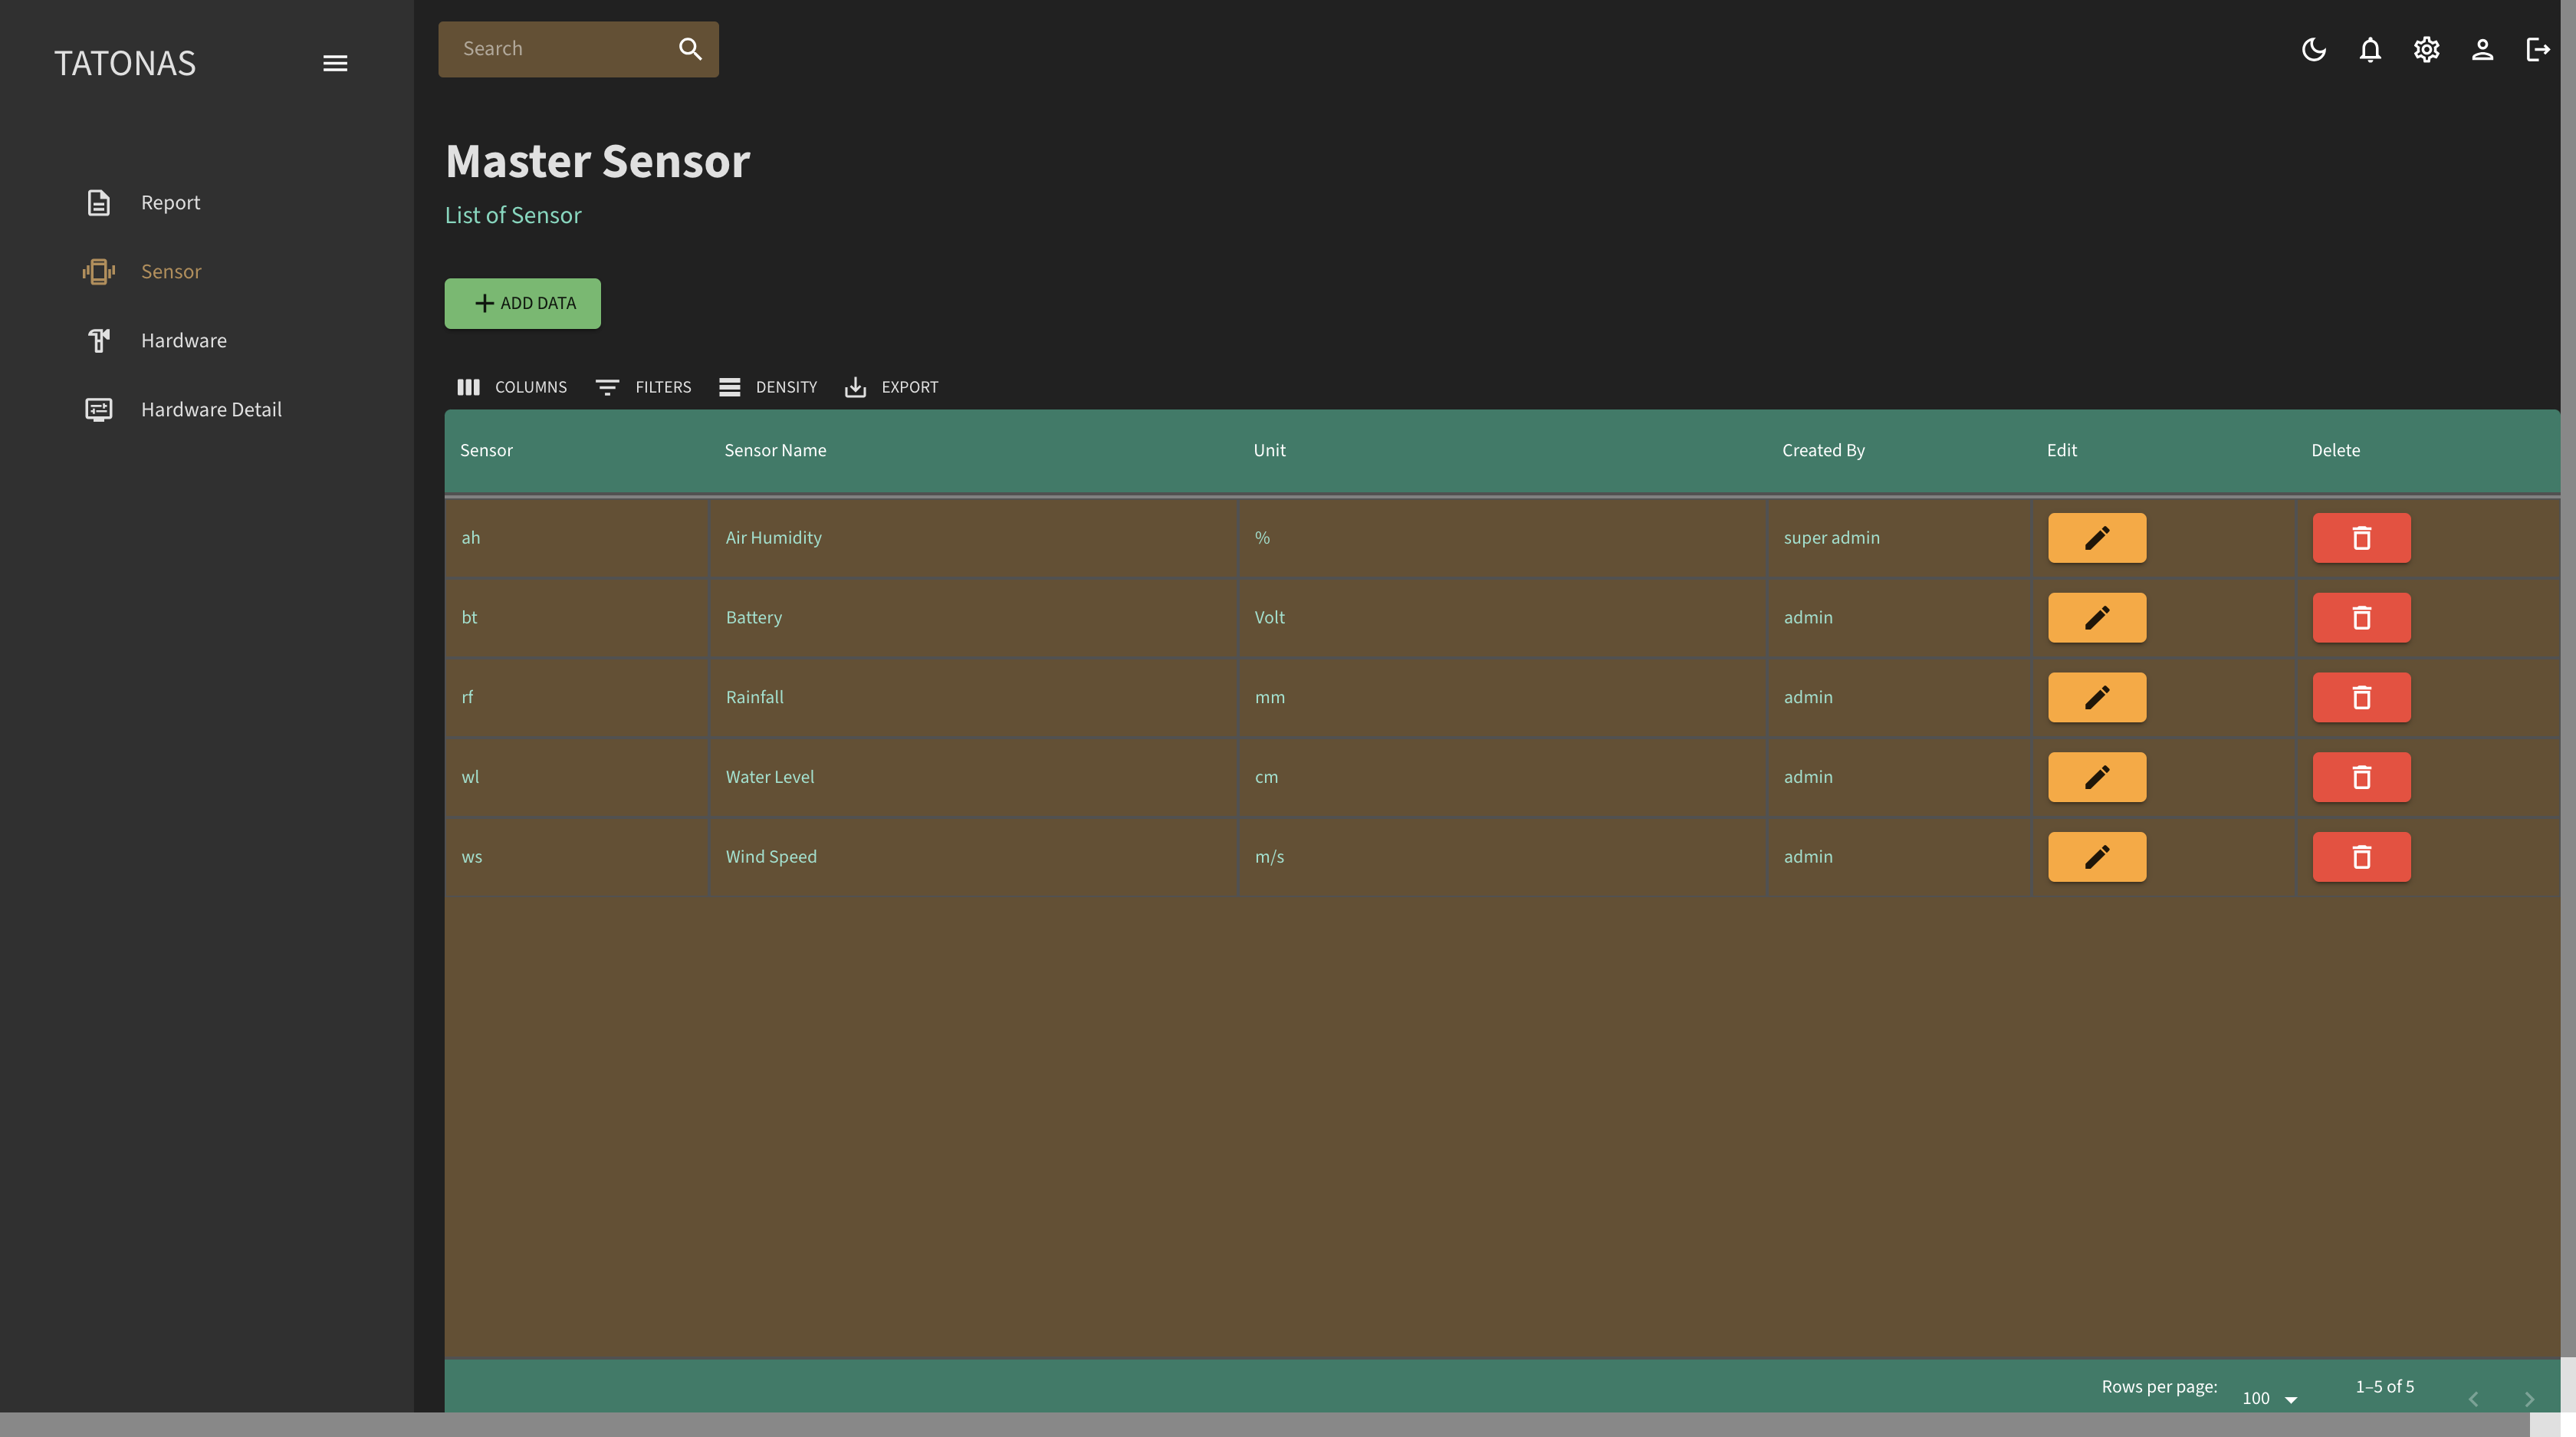 TATONAS
Search
Report
Sensor
Hardware
Hardware Detail
Master Sensor
List of Sensor
ADD DATA
COLUMNS FILTERS DENSITY EXPORT
Sensor Sensor Name Unit Created By Edit Delete
ah Air Humidity % super admin
bt Battery Volt admin
rf Rainfall mm admin
wl Water Level cm admin
ws Wind Speed m/s admin
Rows per page: 100 1–5 of 5